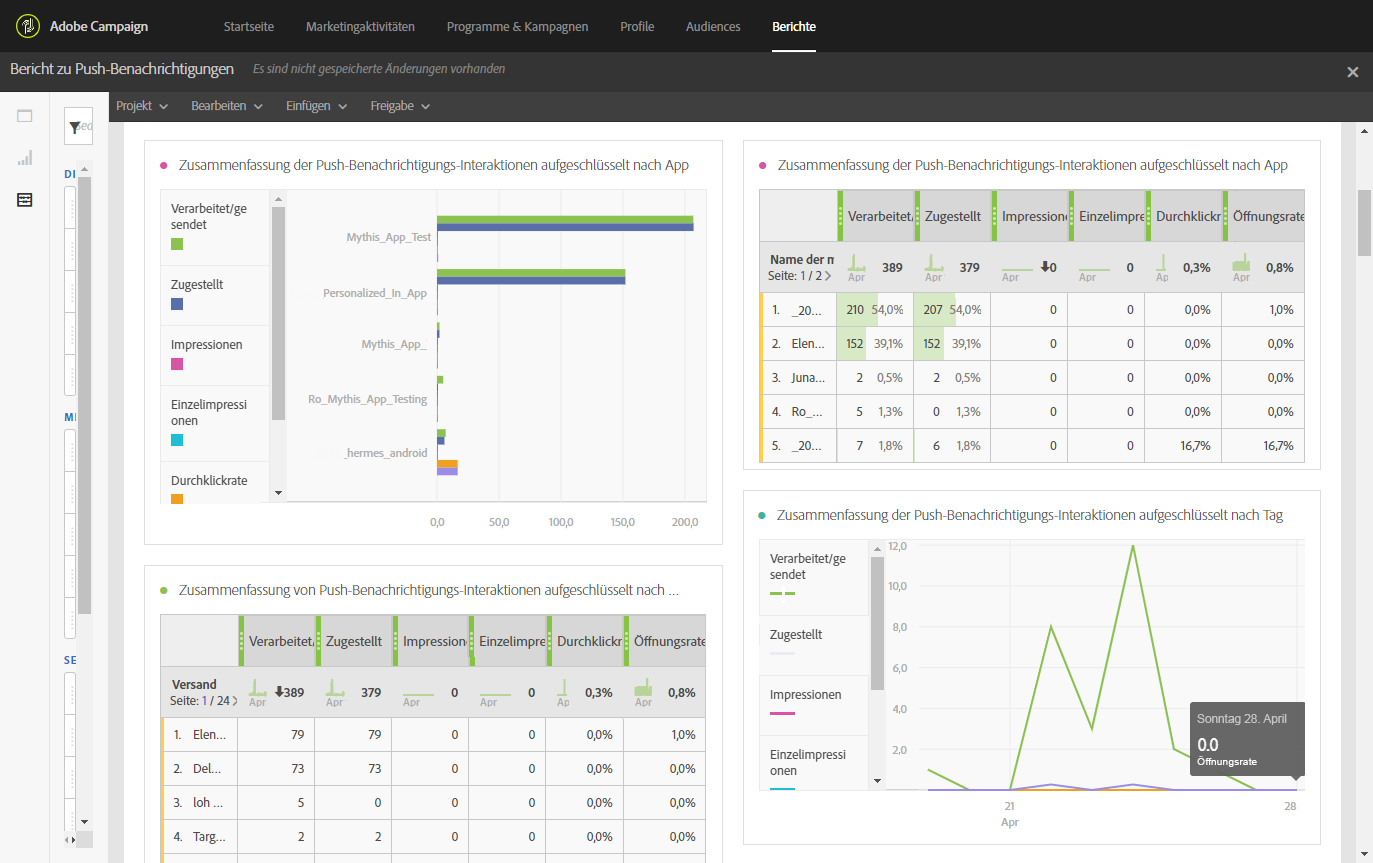 Adobe Campaign Startseite Marketingaktivitäten Programme & Kampagnen Profile Audiences Berichte
Bericht zu Push-Benachrichtigungen Es sind nicht gespeicherte Änderungen vorhanden
Projekt Bearbeiten Einfügen Freigabe
DI
ME
SE
Zusammenfassung der Push-Benachrichtigungs-Interaktionen aufgeschlüsselt nach App
Verarbeitet/ge
sendet
Zugestellt
Impressionen
Einzelimpressi
onen
Durchklickrate
Mythis_App_Test
Personalized_In_App
Mythis_App_
Ro_Mythis_App_Testing
_hermes_android
0,0 50,0 100,0 150,0 200,0
Zusammenfassung der Push-Benachrichtigungs-Interaktionen aufgeschlüsselt nach App
Verarbeitet/ Zugestellt Impressione Einzelimpre Durchklickr Öffnungsrate
Name der m
Seite: 1 / 2
389 379 0 0 0,3% 0,8%
Apr Apr Apr Apr Ap Apr
1. _20... 210 54,0% 207 54,0% 0 0 0,0% 1,0%
2. Elen... 152 39,1% 152 39,1% 0 0 0,0% 0,0%
3. Juna... 2 0,5% 2 0,5% 0 0 0,0% 0,0%
4. Ro_... 5 1,3% 0 1,3% 0 0 0,0% 0,0%
5. _20... 7 1,8% 6 1,8% 0 0 16,7% 16,7%
Zusammenfassung von Push-Benachrichtigungs-Interaktionen aufgeschlüsselt nach ...
Verarbeitet/ Zugestellt Impression Einzelimpre Durchklickr Öffnungsrate
Versand
Seite: 1 / 24
389 379 0 0 0,3% 0,8%
Apr Apr Apr Apr Ap Apr
1. Elen... 79 79 0 0 0,0% 1,0%
2. Del... 73 73 0 0 0,0% 0,0%
3. loh ... 5 0 0 0 0,0% 0,0%
4. Targ... 2 2 0 0 0,0% 0,0%
Zusammenfassung der Push-Benachrichtigungs-Interaktionen aufgeschlüsselt nach Tag
Verarbeitet/ge
sendet
Zugestellt
Impressionen
Einzelimpressi
onen
12,0
10,0
8,0
6,0
4,0
2,0
Sonntag 28. April
0.0
Öffnungsrate
21 28
Apr